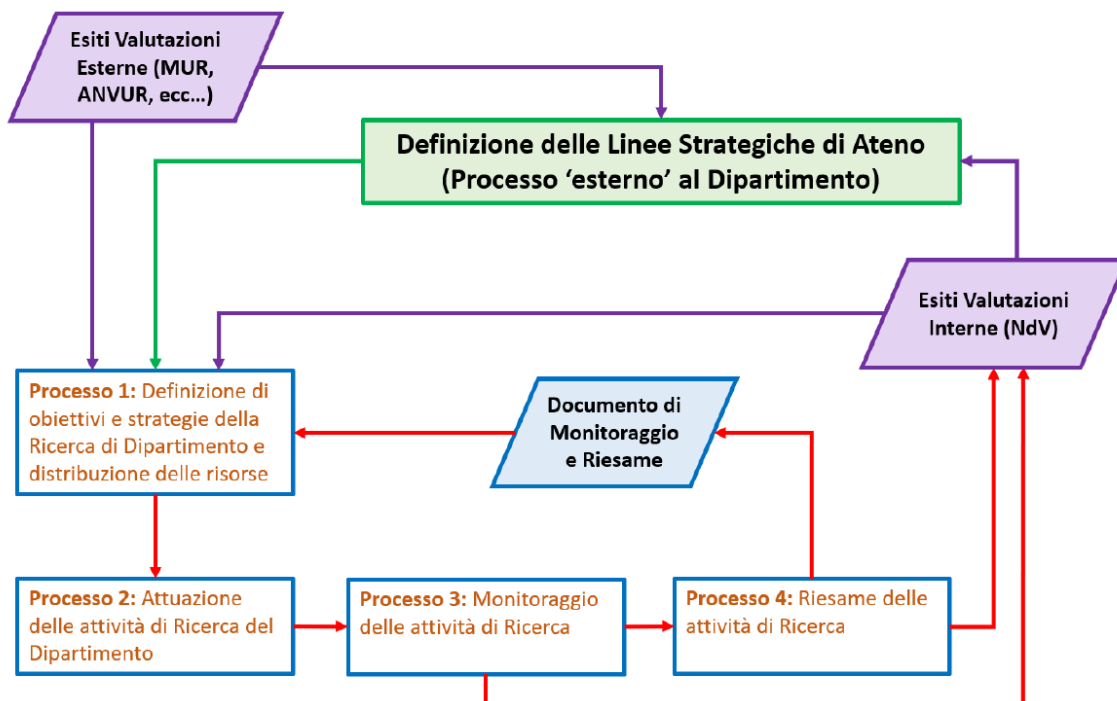 Esiti Valutazioni
Esterne (MUR,
ANVUR, ecc...)
Definizione delle Linee Strategiche di Ateno
(Processo ‘esterno’ al Dipartimento)
Esiti Valutazioni
Interne (NdV)
Processo 1: Definizione di
obiettivi e strategie della
Ricerca di Dipartimento e
distribuzione delle risorse
Documento di
Monitoraggio
e Riesame
Processo 2: Attuazione
delle attività di Ricerca del
Dipartimento
Processo 3: Monitoraggio
delle attività di Ricerca
Processo 4: Riesame delle
attività di Ricerca